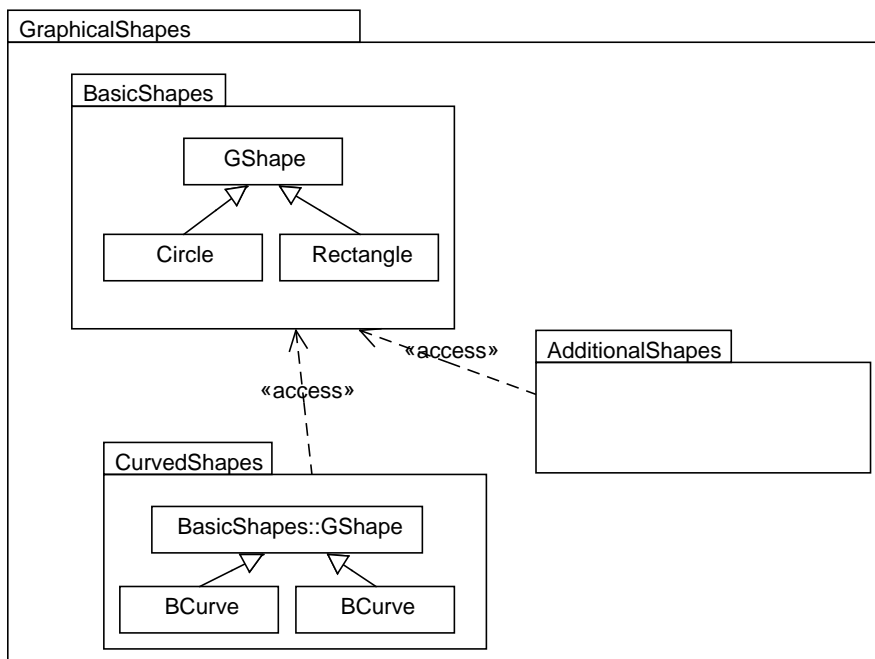 GraphicalShapes
BasicShapes
GShape
Circle
Rectangle
«access»
AdditionalShapes
«access»
CurvedShapes
BasicShapes::GShape
BCurve
BCurve